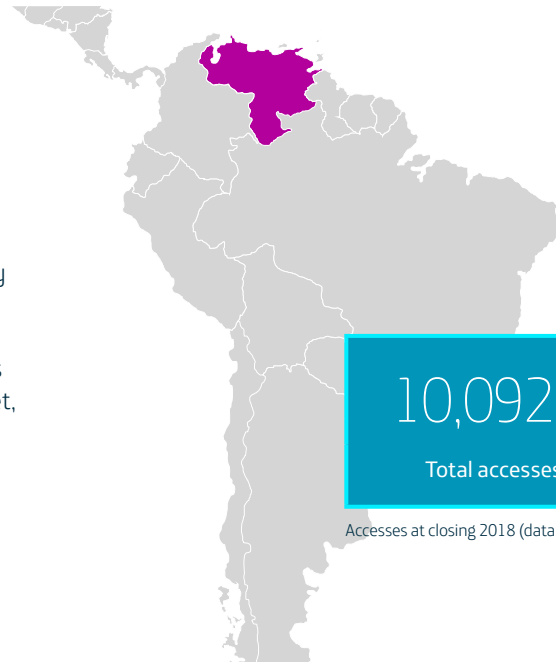 y
s
t,
10,092
Total accesses
Accesses at closing 2018 (data